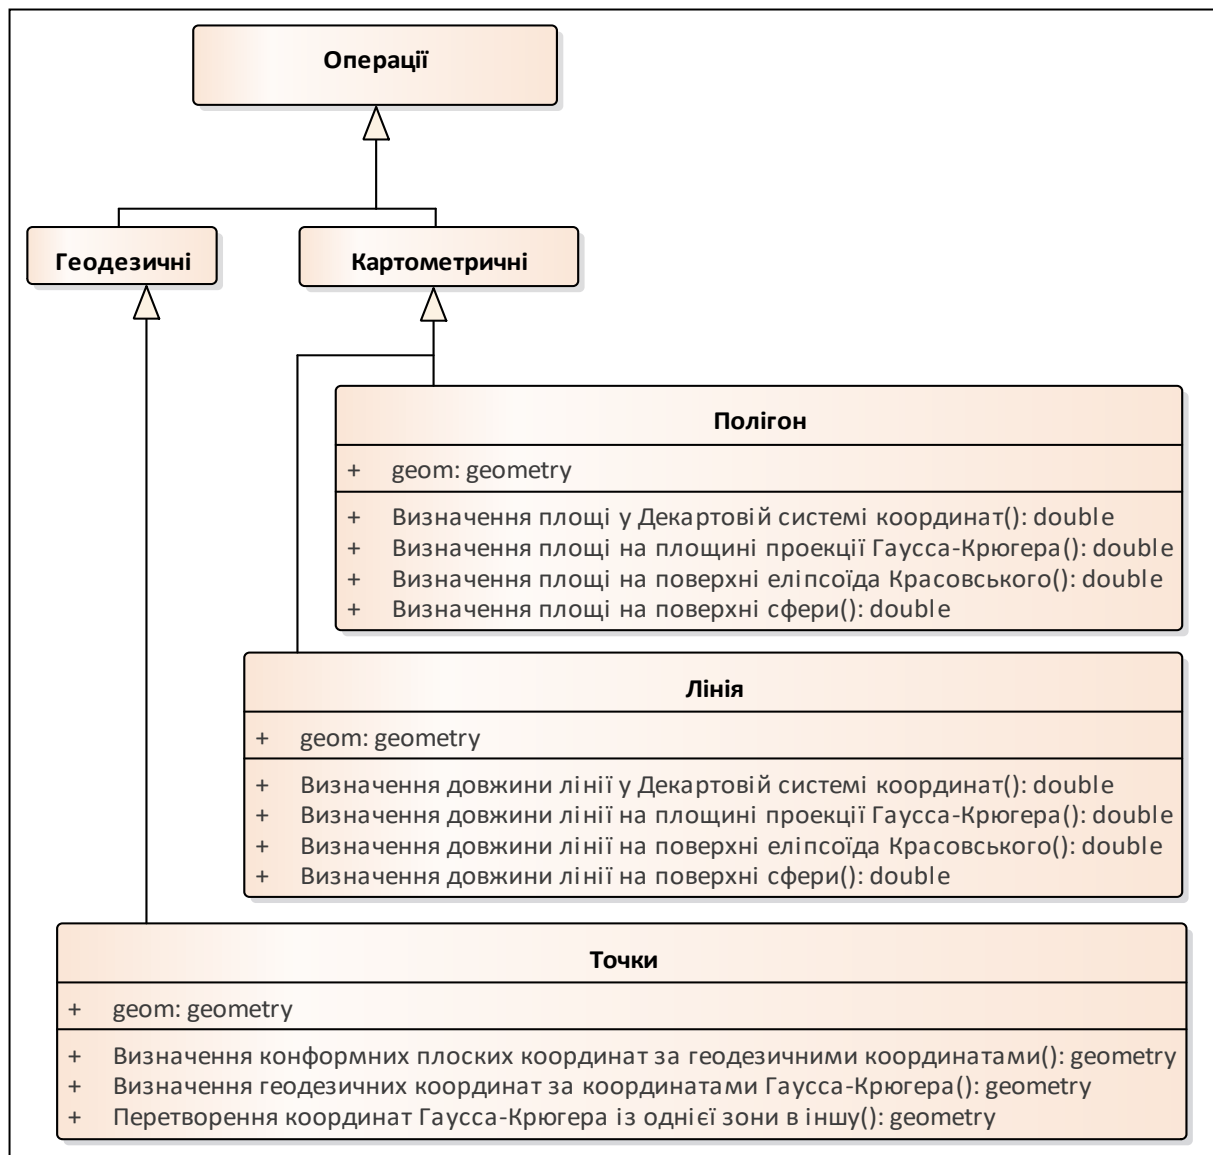 Операції
Геодезичні
Картометричні
Полігон
+ geom: geometry
+ Визначення площі у Декартовій системі координат(): double
+ Визначення площі на площині проекції Гаусса-Крюгера(): double
+ Визначення площі на поверхні еліпсоїда Красовського(): double
+ Визначення площі на поверхні сфери(): double
Лінія
+ geom: geometry
+ Визначення довжини лінії у Декартовій системі координат(): double
+ Визначення довжини лінії на площині проекції Гаусса-Крюгера(): double
+ Визначення довжини лінії на поверхні еліпсоїда Красовського(): double
+ Визначення довжини лінії на поверхні сфери(): double
Точки
+ geom: geometry
+ Визначення конформних плоских координат за геодезичними координатами(): geometry
+ Визначення геодезичних координат за координатами Гаусса-Крюгера(): geometry
+ Перетворення координат Гаусса-Крюгера із однієї зони в іншу(): geometry